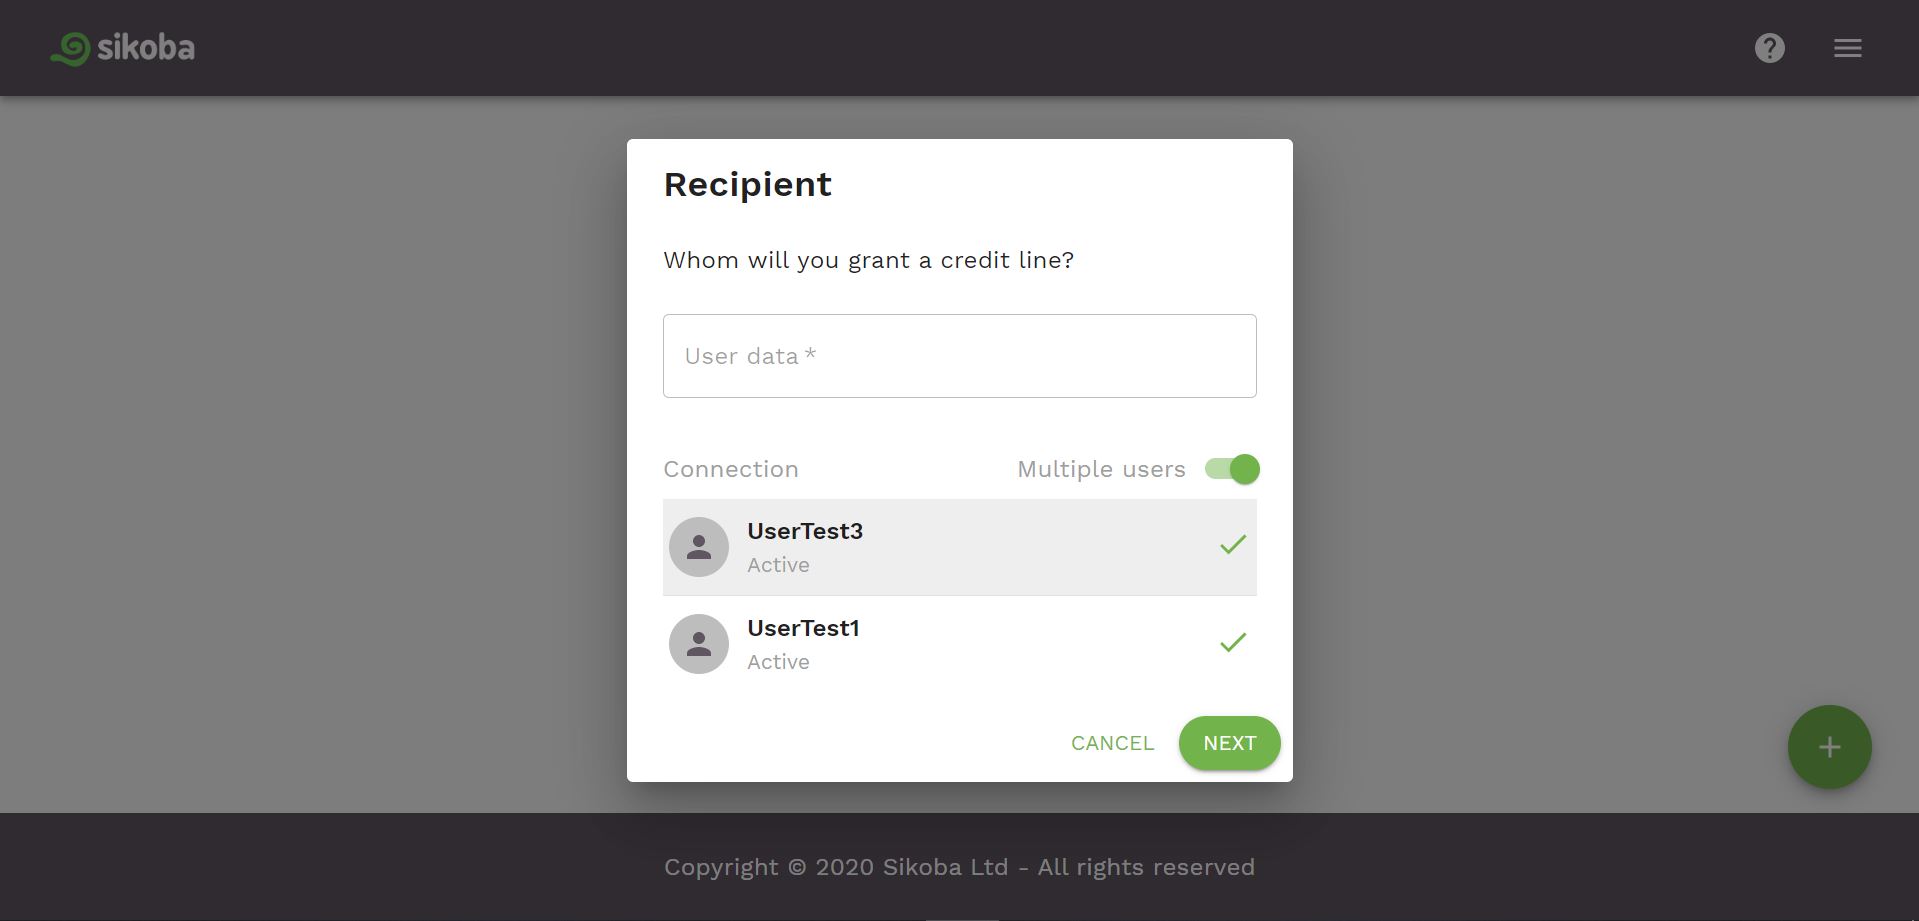 sikoba
Recipient
Whom will you grant a credit line?
User data *
Connection
Multiple users
UserTest3
Active
UserTest1
Active
CANCEL
NEXT
Copyright © 2020 Sikoba Ltd - All rights reserved